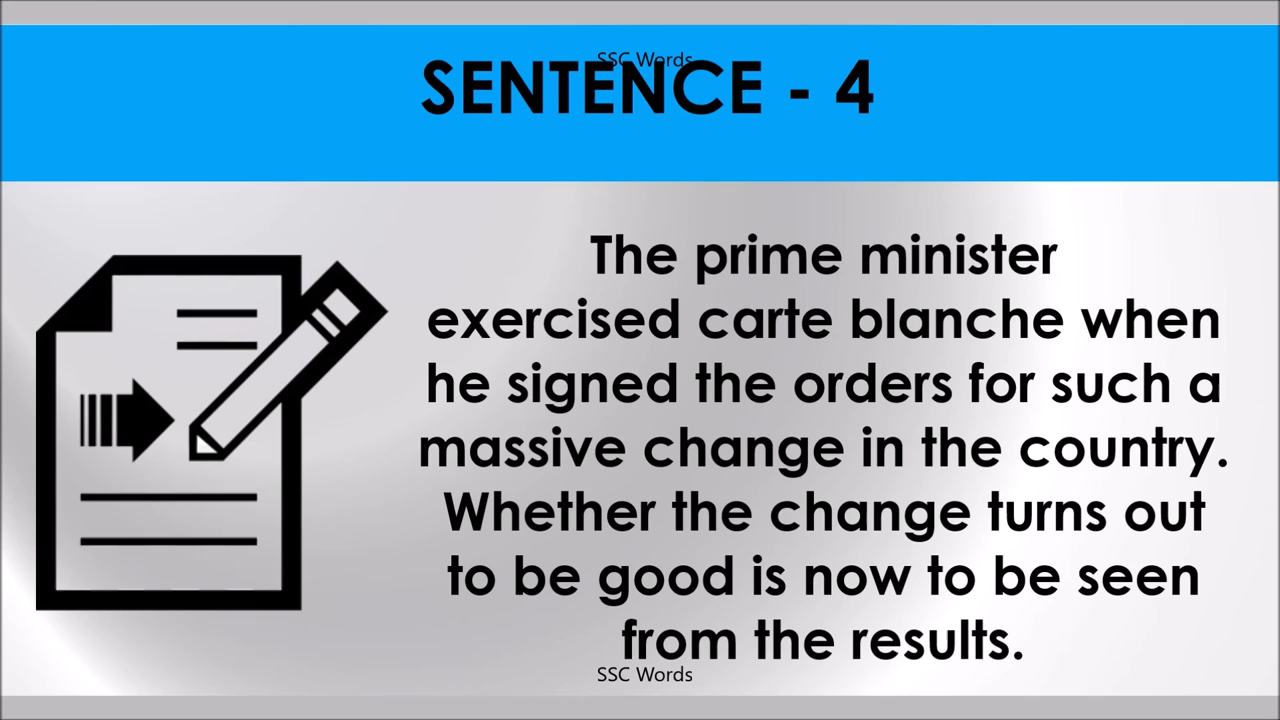 SSC Words
SENTENCE - 4
The prime minister
exercised carte blanche when
he signed the orders for such a
massive change in the country.
Whether the change turns out
to be good is now to be seen
from the results.
SSC Words